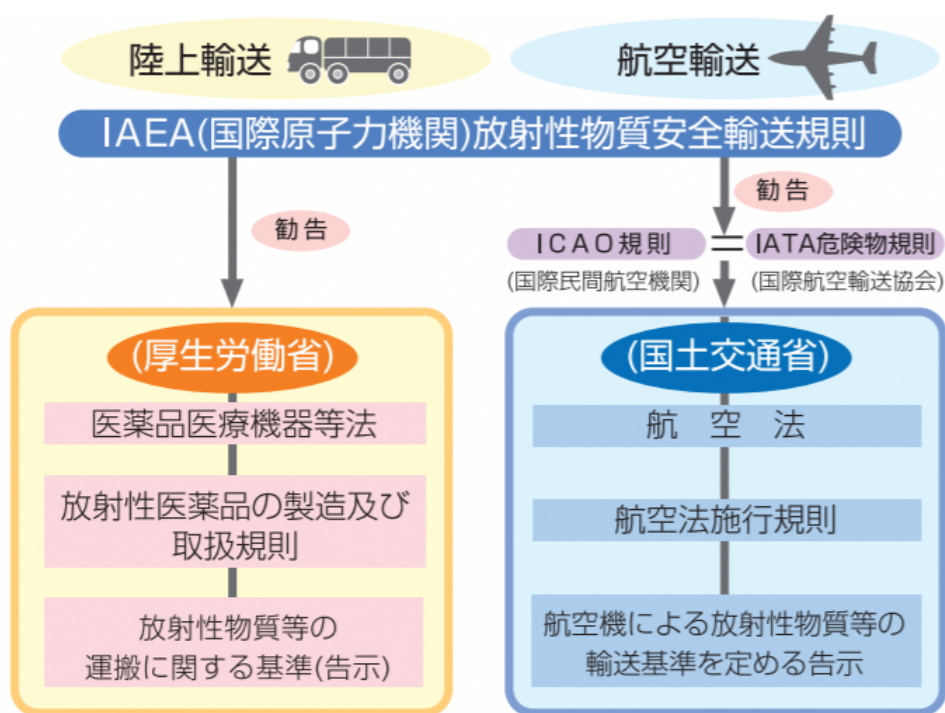 陸上輸送
航空輸送
IAEA(国際原子力機関)放射性物質安全輸送規則
勧告
勧告
ICAO規則
IATA危険物規則
(国際民間航空機関)
(国際航空輸送協会)
(厚生労働省)
医薬品医療機器等法
放射性医薬品の製造及び
取扱規則
放射性物質等の
運搬に関する基準(告示)
(国土交通省)
航空法
航空法施行規則
航空機による放射性物質等の
輸送基準を定める告示